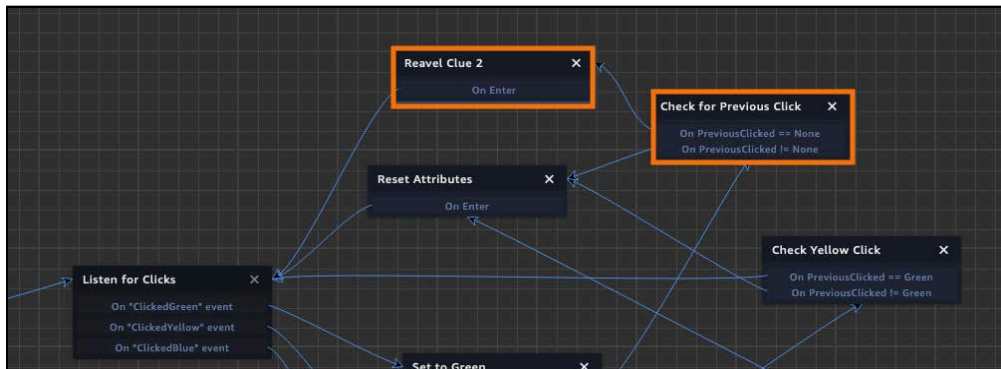 Reavel Clue 2
On Enter
Check for Previous Click
On PreviousClicked == None
On PreviousClicked != None
Reset Attributes
On Enter
Check Yellow Click
On PreviousClicked == Green
On PreviousClicked != Green
Listen for Clicks
On "ClickedGreen" event
On "ClickedYellow" event
On "ClickedBlue" event
Set to Green